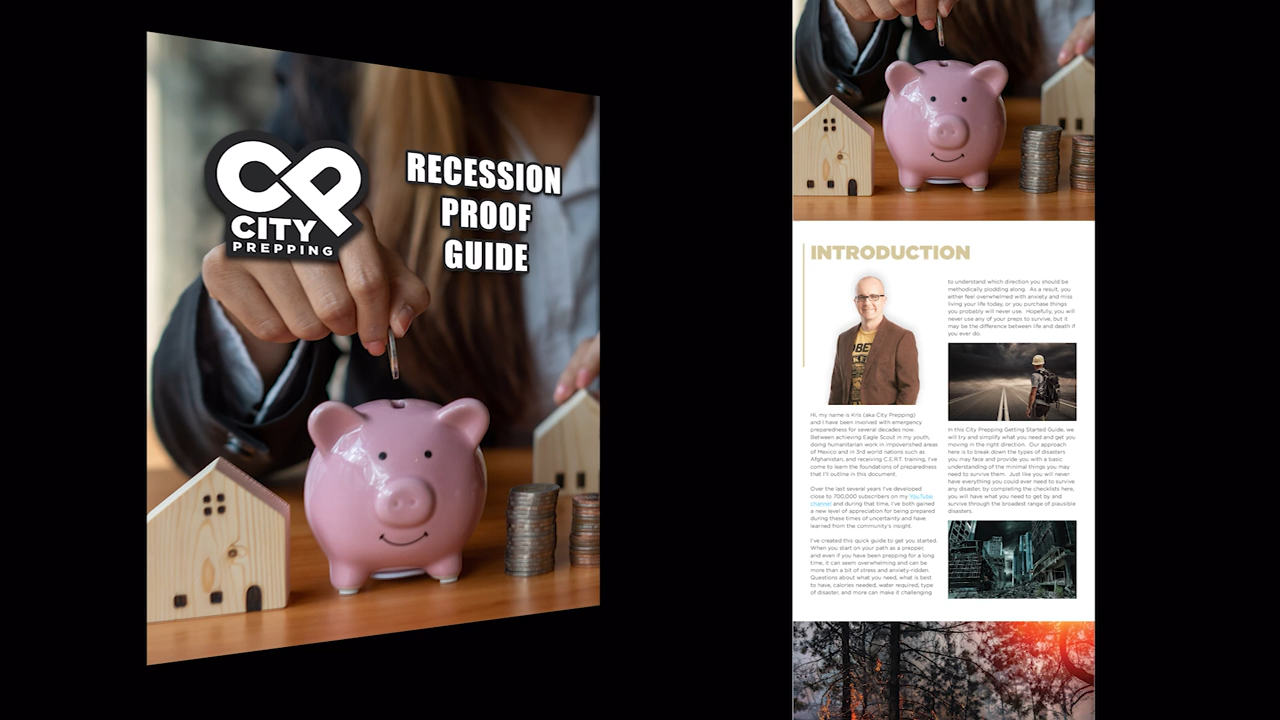 CP
CITY
PREPPING
RECESSION
PROOF
GUIDE
INTRODUCTION
Hi, my name is Kris (aka City Prepping)
and I have been involved with emergency
preparedness for several decades now.
Between achieving Eagle Scout in my youth,
doing humanitarian work in impoverished areas
of Mexico and in 3rd world nations such as
Afghanistan, and receiving C.E.R.T. training, I've
come to learn the foundations of preparedness
that I'll outline in this document.
Over the last several years I've developed
close to 700,000 subscribers on my YouTube
channel and during that time, I've both gained
a new level of appreciation for being prepared
during these times of uncertainty and have
learned from the community's insight.
I've created this quick guide to get you started.
When you start on your path as a prepper,
and even if you have been prepping for a long
time, it can seem overwhelming and can be
more than a bit of stress and anxiety-ridden.
Questions about what you need, what is best
to have, calories needed, water required, type
of disaster, and more can make it challenging
to understand which direction you should be
methodically plodding along. As a result, you
either feel overwhelmed with anxiety and miss
living your life today, or you purchase things
you probably will never use. Hopefully, you will
never use any of your preps to survive, but it
may be the difference between life and death if
you ever do.
In this City Prepping Getting Started Guide, we
will try and simplify what you need and get you
moving in the right direction. Our approach
here is to break down the types of disasters
you may face and provide you with a basic
understanding of the minimal things you may
need to survive them. Just like you will never
have everything you could ever need to survive
any disaster, by completing the checklists here,
you will have what you need to get by and
survive through the broadest range of plausible
disasters.